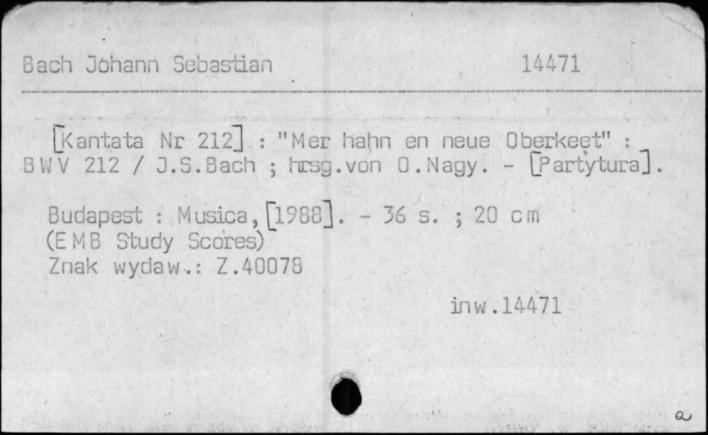 Bach Johann Sebastian 14471
[Kantata Nr 212] : "Mer hahn en neue Oberkeet" :
BWV 212 / J.S.Bach ; hrsg.von O.Nagy. - [Partytura].
Budapest : Musica, [1988]. - 36 s. ; 20 cm
(EMB Study Scores)
Znak wydaw.: Z.40078
inw.14471
a